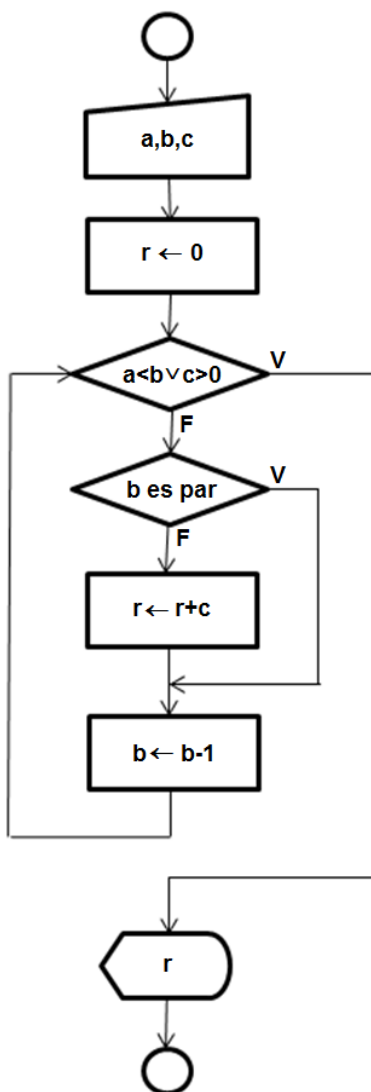 a,b,c
r ← 0
a<b∨c>0
V
F
b es par
V
F
r← r+c
b← b-1
r